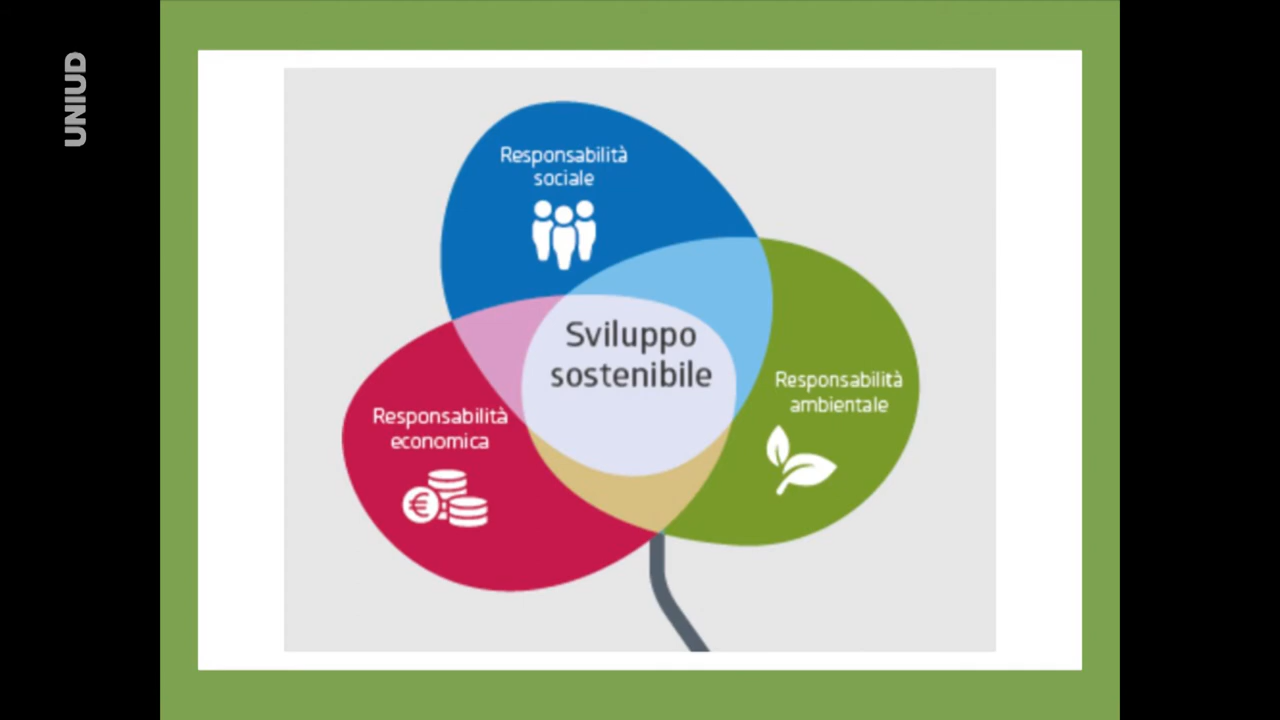 UNIUD
Responsabilità
sociale
Sviluppo
sostenibile
Responsabilità
ambientale
Responsabilità
economica
€